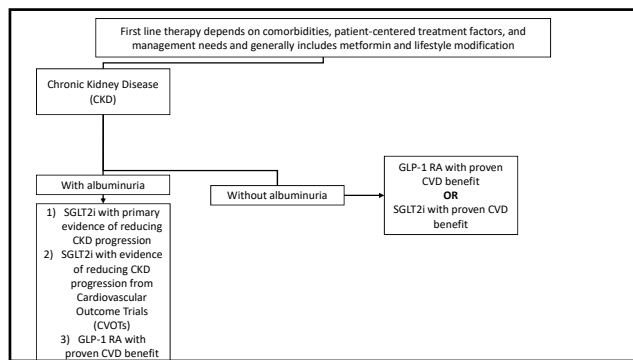 First line therapy depends on comorbidities, patient-centered treatment factors, and
management needs and generally includes metformin and lifestyle modification
Chronic Kidney Disease
(CKD)
With albuminuria
1) SGLT2i with primary
evidence of reducing
CKD progression
2) SGLT2i with evidence
of reducing CKD
progression from
Cardiovascular
Outcome Trials
(CVOTs)
3) GLP-1 RA with
proven CVD benefit
Without albuminuria
GLP-1 RA with proven
CVD benefit
OR
SGLT2i with proven CVD
benefit